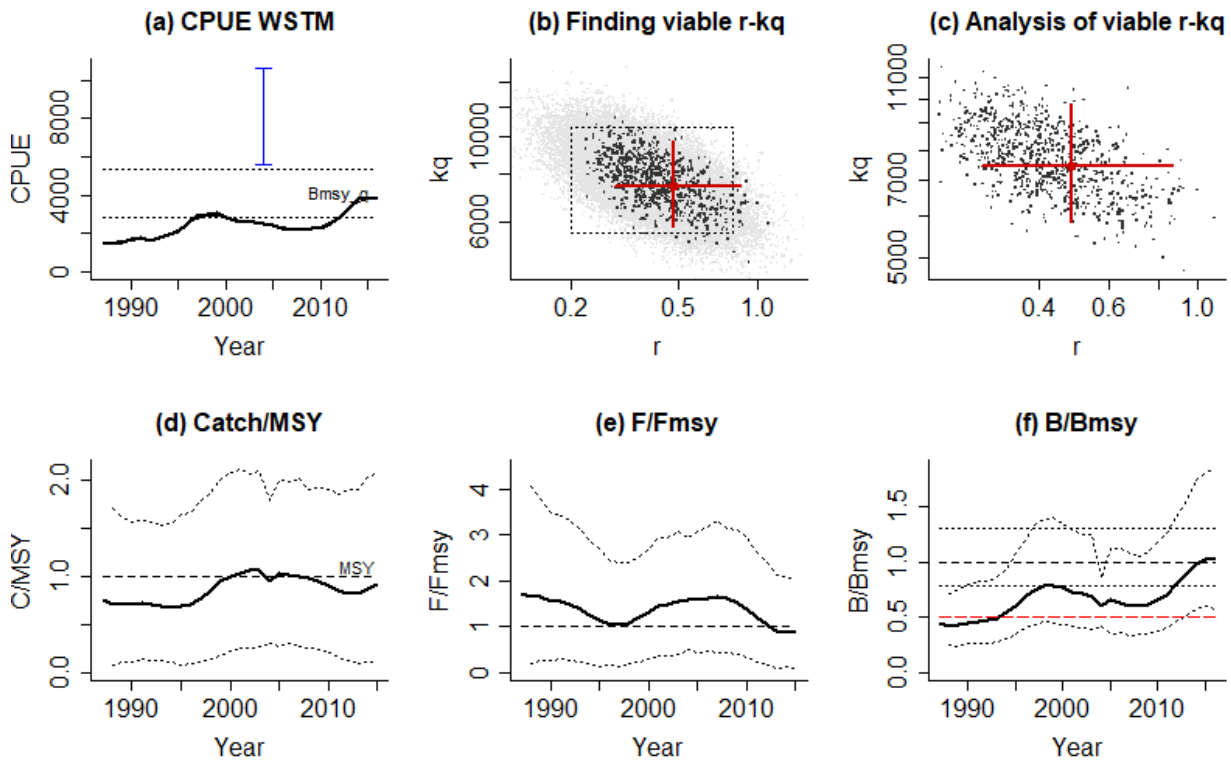 (a) CPUE WSTM
CPUE
0 4000 8000
Bmsy_q
1990 2000 2010
Year
(b) Finding viable r-kq
kq
6000 10000
0.2 0.5 1.0
r
(c) Analysis of viable r-kq
kq
5000 7000 11000
0.4 0.6 1.0
r
(d) Catch/MSY
C/MSY
0.0 1.0 2.0
MSY
1990 2000 2010
Year
(e) F/Fmsy
F/Fmsy
0 1 2 3 4
1990 2000 2010
Year
(f) B/Bmsy
B/Bmsy
0.0 0.5 1.0 1.5
1990 2000 2010
Year